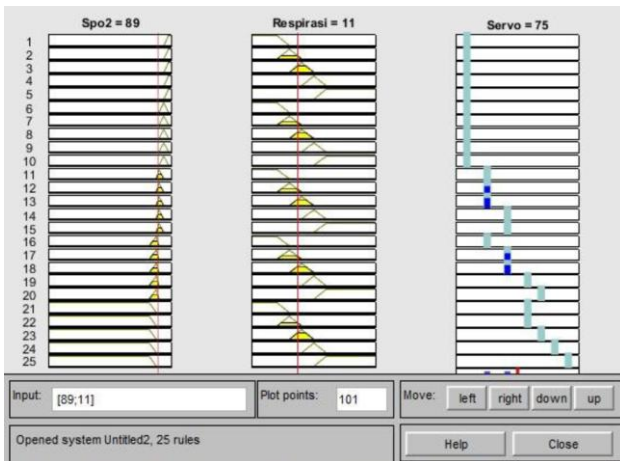 Spo2 = 89
Respirasi = 11
Servo = 75
1
2
3
4
5
6
7
8
9
10
11
12
13
14
15
16
17
18
19
20
21
22
23
24
25
Input:
[89;11]
Plot points:
101
Move:
left
right
down
up
Opened system Untitled2, 25 rules
Help
Close